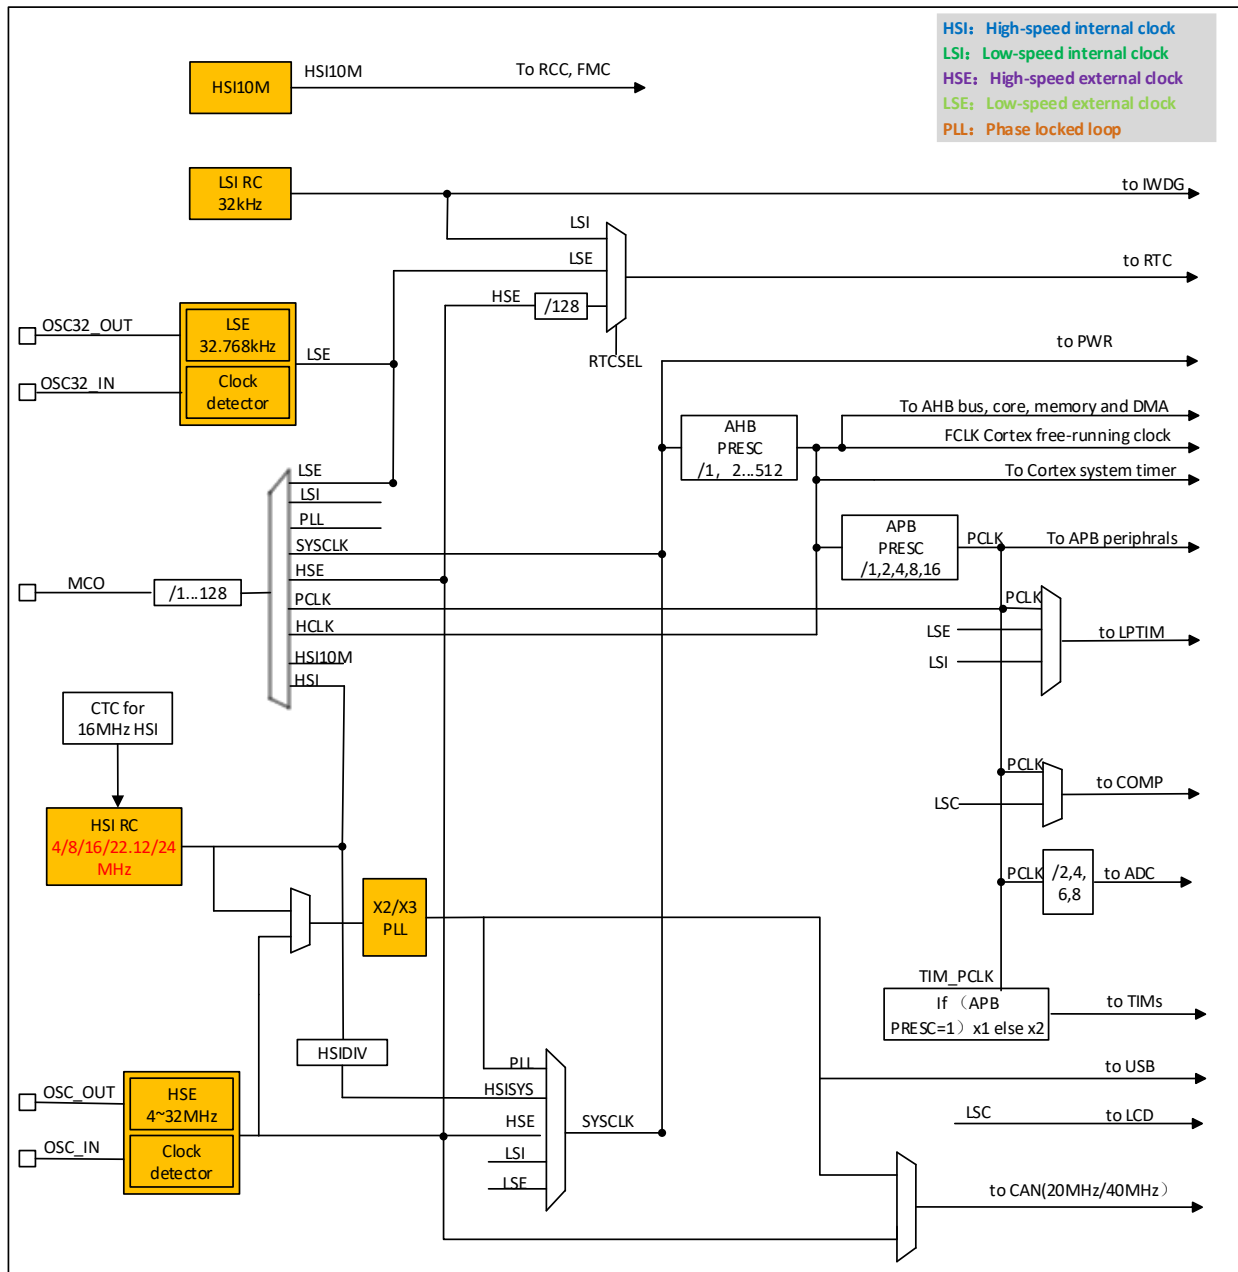 HSI：High-speed internal clock
LSI：Low-speed internal clock
HSE：High-speed external clock
LSE：Low-speed external clock
PLL：Phase locked loop
HSI10M
HSI10M
To RCC, FMC
LSI RC
32kHz
to IWDG
LSI
LSE
HSE
/128
to RTC
RTCSEL
OSC32_OUT
LSE
32.768kHz
LSE
OSC32_IN
Clock
detector
to PWR
AHB
PRESC
/1， 2...512
To AHB bus, core, memory and DMA
FCLK Cortex free-running clock
To Cortex system timer
LSE
LSI
PLL
SYSCLK
HSE
PCLK
HCLK
HSI10M
HSI
MCO
/1...128
APB
PRESC
/1,2,4,8,16
PCLK
To APB periphrals
PCLK
LSE
LSI
to LPTIM
CTC for
16MHz HSI
HSI RC
4/8/16/22.12/24
MHz
PCLK
LSC
to COMP
X2/X3
PLL
PCLK
/2,4,
6,8
to ADC
TIM_PCLK
If （APB
PRESC=1）x1 else x2
to TIMs
HSIDIV
PLL
HSISYS
HSE
LSI
LSE
SYSCLK
to USB
LSC
to LCD
OSC_OUT
HSE
4~32MHz
OSC_IN
Clock
detector
to CAN(20MHz/40MHz）